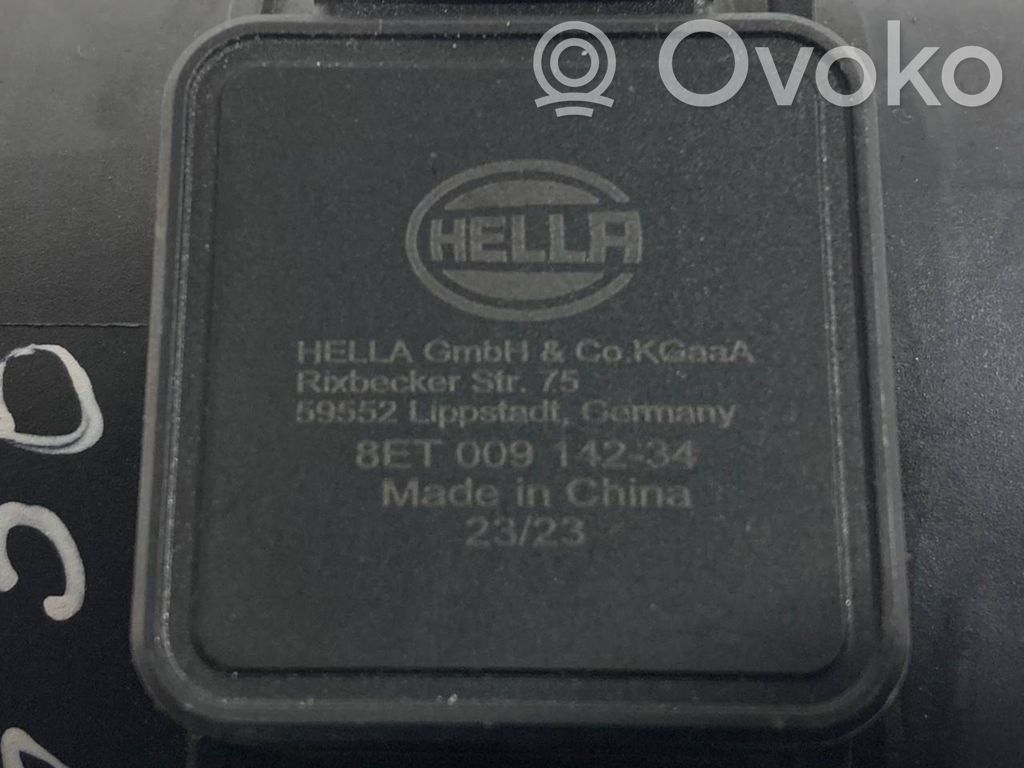 Ovoko
HELLA
HELLA GmbH & Co.KGaaA
Rixbecker Str. 75
59552 Lippstadt, Germany
8ET 009 142-34
Made in China
23/23